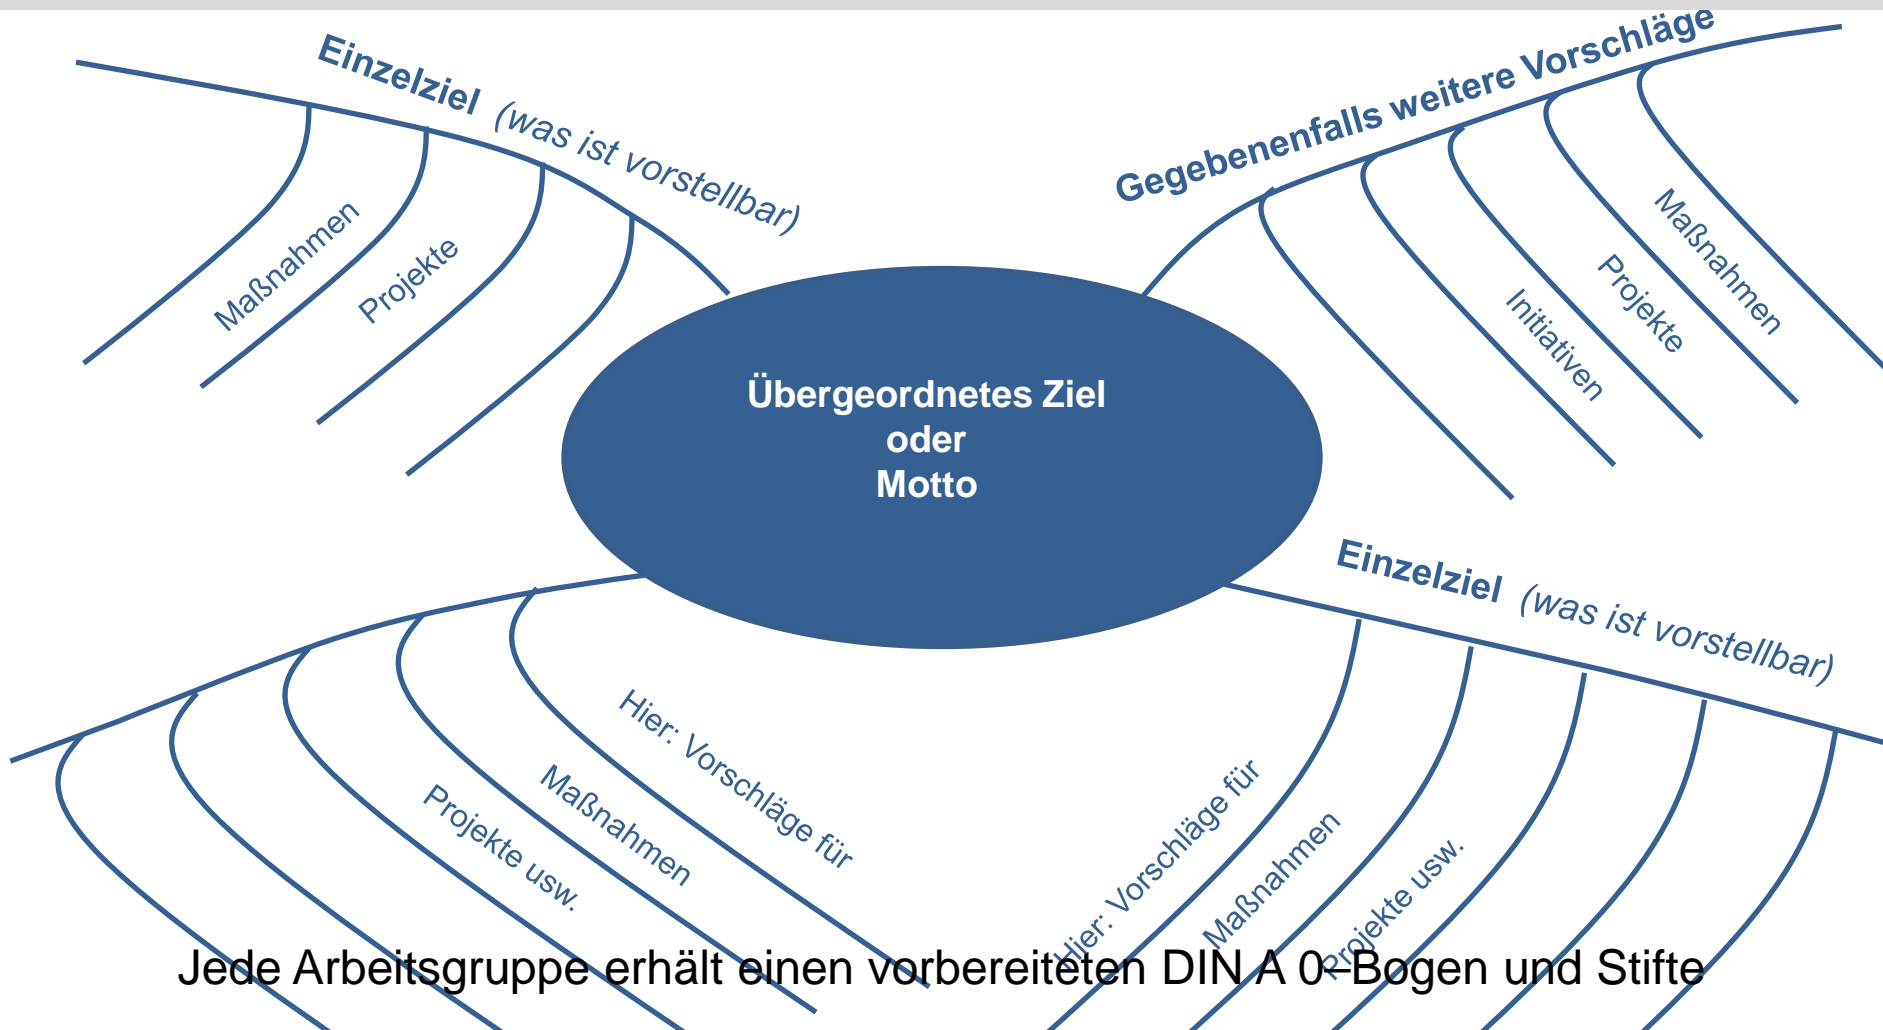 Einzelziel (was ist vorstellbar)
Maßnahmen
Projekte
Gegebenenfalls weitere Vorschläge
Maßnahmen
Projekte
Initiativen
Übergeordnetes Ziel
oder
Motto
Einzelziel (was ist vorstellbar)
Hier: Vorschläge für
Maßnahmen
Projekte usw.
Hier: Vorschläge für
Maßnahmen
Projekte usw.
Jede Arbeitsgruppe erhält einen vorbereiteten DIN A 0–Bogen und Stifte